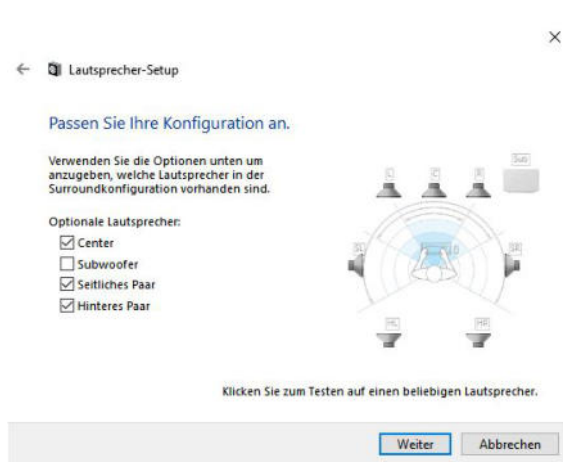 Lautsprecher-Setup
Passen Sie Ihre Konfiguration an.
Verwenden Sie die Optionen unten um
anzugeben, welche Lautsprecher in der
Surroundkonfiguration vorhanden sind.
Optionale Lautsprecher:
Center
Subwoofer
Seitliches Paar
Hinteres Paar
L C R Sub
SL SR
HL HR
Klicken Sie zum Testen auf einen beliebigen Lautsprecher.
Weiter Abbrechen